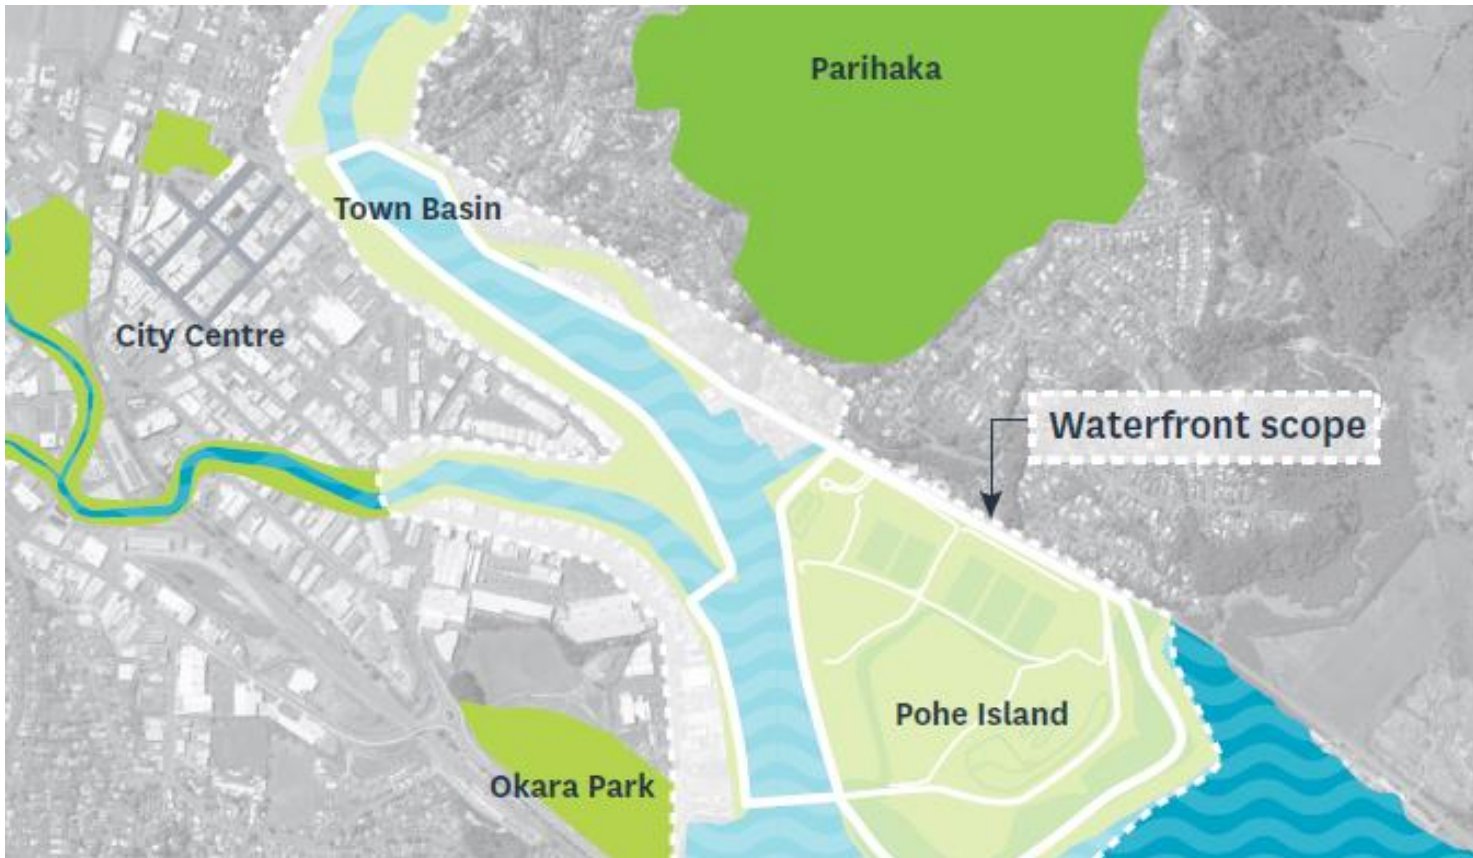 Parihaka
Town Basin
City Centre
Waterfront scope
Pohe Island
Okara Park